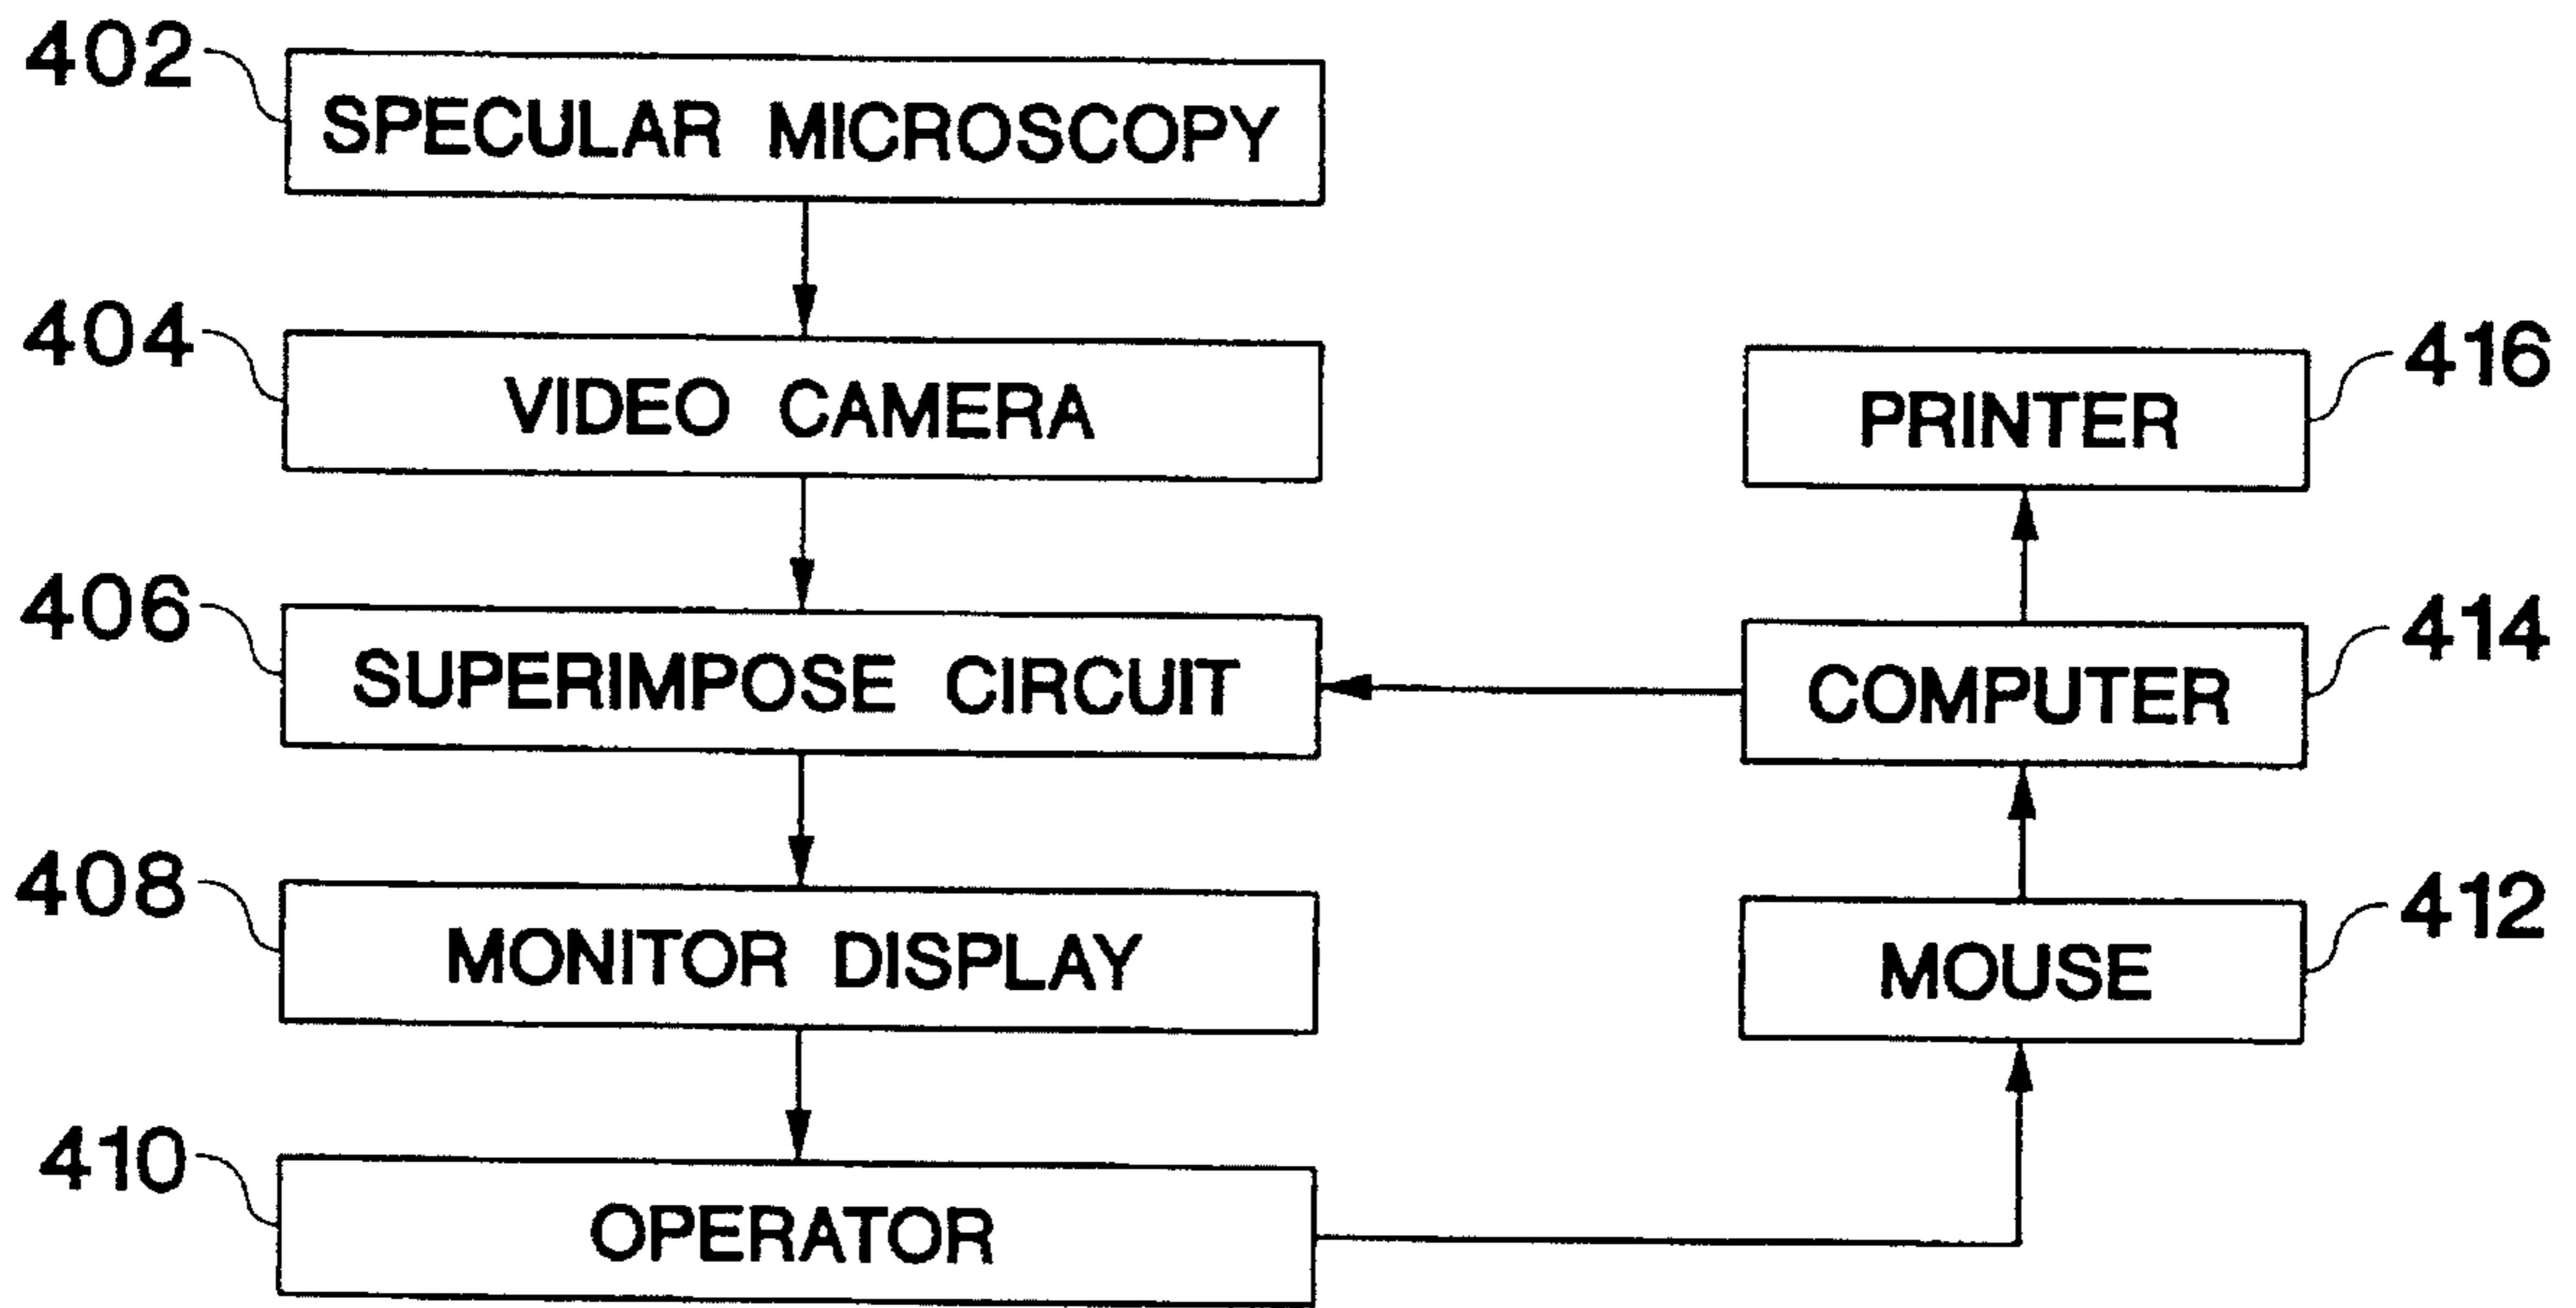 402
SPECULAR MICROSCOPY
404
VIDEO CAMERA
416
PRINTER
406
SUPERIMPOSE CIRCUIT
414
COMPUTER
408
MONITOR DISPLAY
412
MOUSE
410
OPERATOR